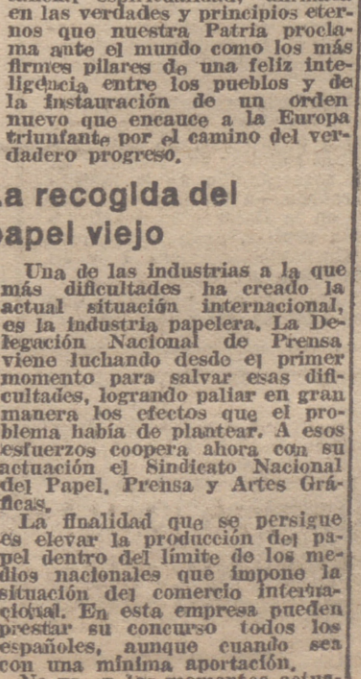 en las verdades y principios eter-
nos que nuestra Patria procla-
ma ante el mundo como los más
firmes pilares de una feliz inte-
ligencia entre los pueblos y de
la instauración de un orden
nuevo que encauce a la Europa
triunfante por el camino del ver-
dadero progreso.
La recogida del
papel viejo
Una de las industrias a la que
más dificultades ha creado la
actual situación internacional,
es la industria papelera. La De-
legación Nacional de Prensa
viene luchando desde el primer
momento para salvar esas difi-
cultades, logrando paliar en gran
manera los efectos que el pro-
blema había de plantear. A esos
esfuerzos coopera ahora con su
actuación el Sindicato Nacional
del Papel, Prensa y Artes Grá-
ficas.
La finalidad que se persigue
es elevar la producción del pa-
pel dentro del límite de los me-
dios nacionales que impone la
situación del comercio interna-
cional. En esta empresa pueden
prestar su concurso todos los
españoles, aunque cuando sea
con una mínima aportación.